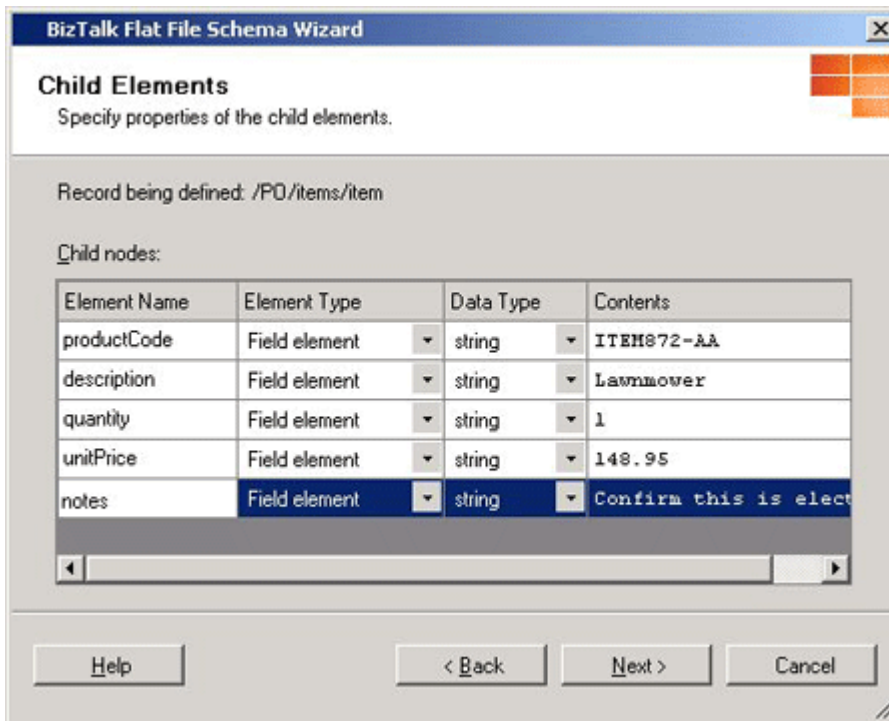 BizTalk Flat File Schema Wizard
Child Elements
Specify properties of the child elements.
Record being defined: /PO/items/item
Child nodes:
Element Name Element Type Data Type Contents
productCode Field element string ITEM872-AA
description Field element string Lawnmower
quantity Field element string 1
unitPrice Field element string 148.95
notes Field element string Confirm this is elect
Help < Back Next > Cancel